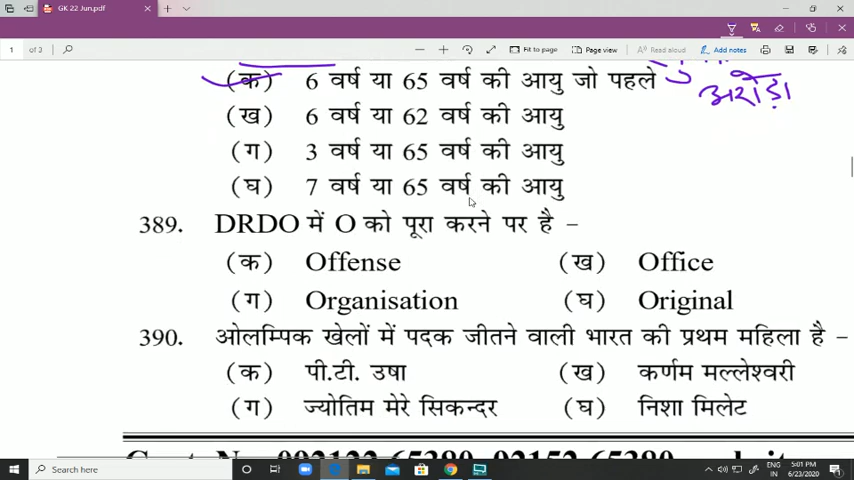 GK 22 Jun.pdf
1 of 3
Fit to page
Page view
Read aloud
Add notes
अरोड़ा
(क) 6 वर्ष या 65 वर्ष की आयु जो पहले
(ख) 6 वर्ष या 62 वर्ष की आयु
(ग) 3 वर्ष या 65 वर्ष की आयु
(घ) 7 वर्ष या 65 वर्ष की आयु
389. DRDO में O को पूरा करने पर है –
(क) Offense (ख) Office
(ग) Organisation (घ) Original
390. ओलम्पिक खेलों में पदक जीतने वाली भारत की प्रथम महिला है –
(क) पी.टी. उषा (ख) कर्णम मल्लेश्वरी
(ग) ज्योतिम मेरे सिकन्दर (घ) निशा मिलेट
Search here
ENG
IN
5:01 PM
6/23/2020